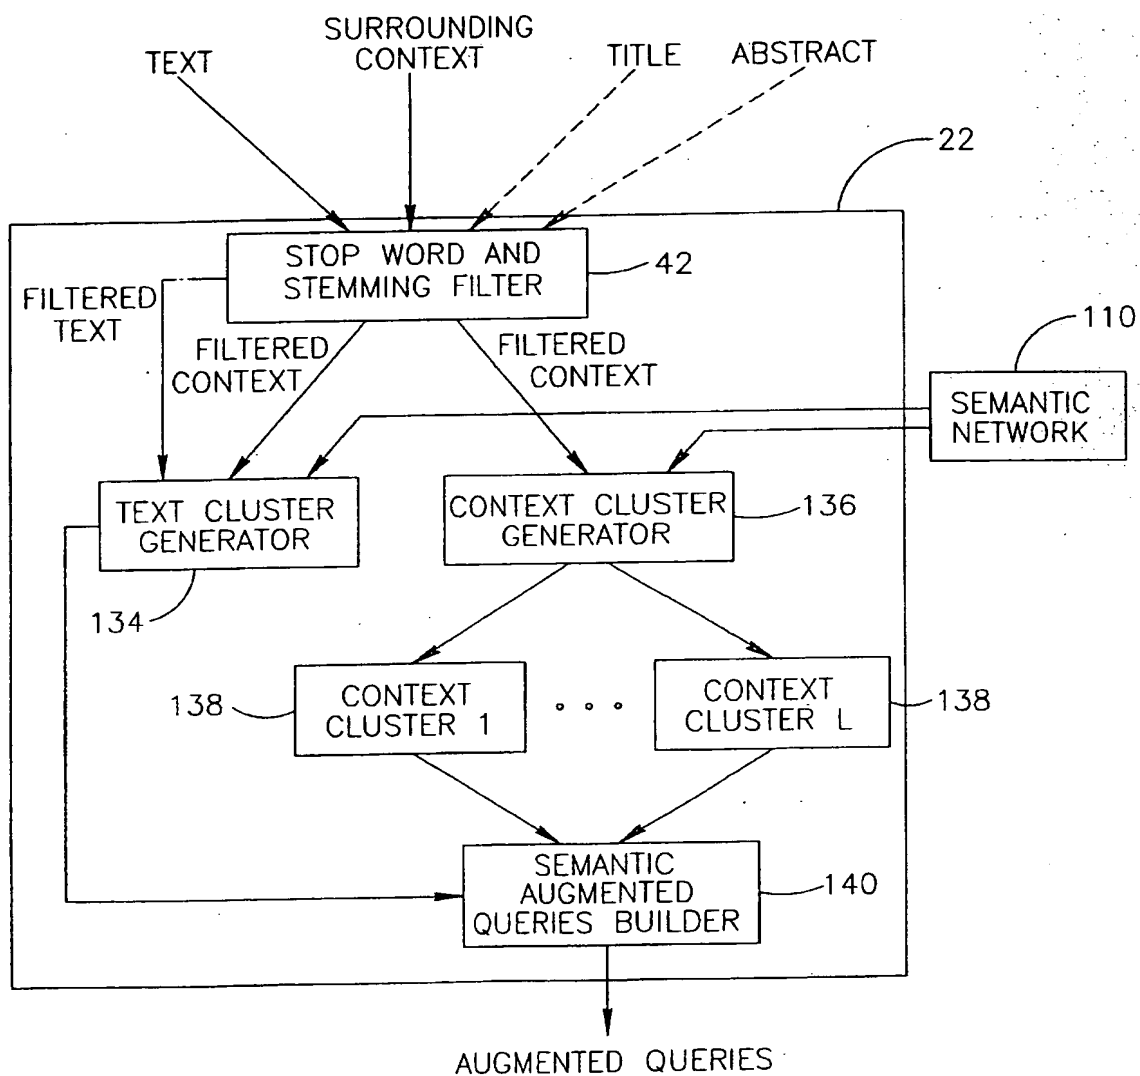 TEXT
SURROUNDING
CONTEXT
TITLE
ABSTRACT
22
STOP WORD AND
STEMMING FILTER
42
FILTERED
TEXT
FILTERED
CONTEXT
FILTERED
CONTEXT
110
SEMANTIC
NETWORK
TEXT CLUSTER
GENERATOR
134
CONTEXT CLUSTER
GENERATOR
136
138
CONTEXT
CLUSTER 1
CONTEXT
CLUSTER L
138
SEMANTIC
AUGMENTED
QUERIES BUILDER
140
AUGMENTED QUERIES